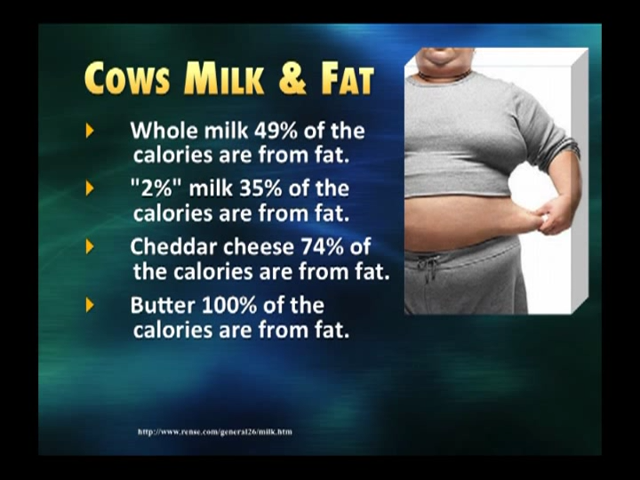 COWS MILK & FAT
Whole milk 49% of the
calories are from fat.
"2%" milk 35% of the
calories are from fat.
Cheddar cheese 74% of
the calories are from fat.
Butter 100% of the
calories are from fat.
http://www.rense.com/general26/milk.htm